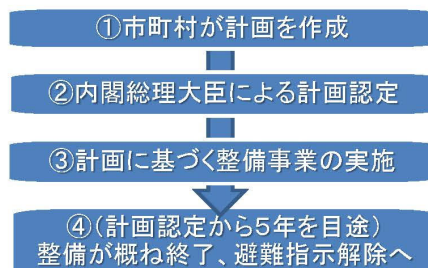 ①市町村が計画を作成
②内閣総理大臣による計画認定
③計画に基づく整備事業の実施
④(計画認定から5年を目途)
整備が概ね終了、避難指示解除へ